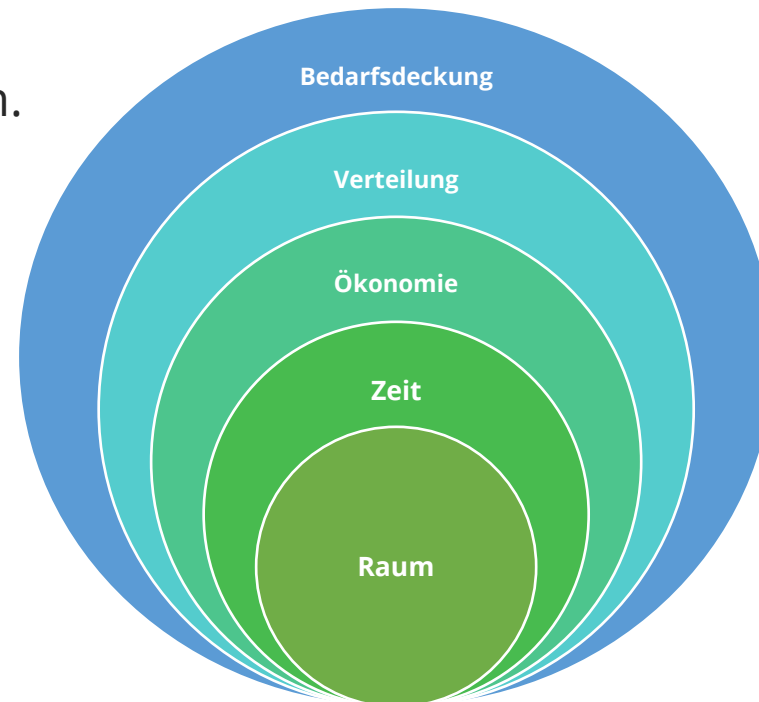 Bedarfsdeckung
n.
Verteilung
Ökonomie
Zeit
Raum